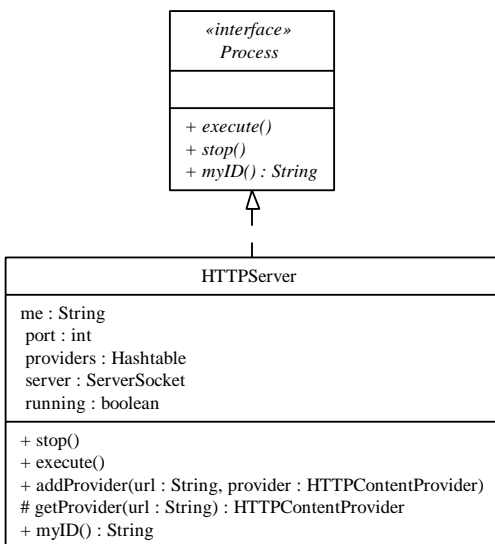 «interface»
Process
+ execute()
+ stop()
+ myID() : String
HTTPServer
me : String
port : int
providers : Hashtable
server : ServerSocket
running : boolean
+ stop()
+ execute()
+ addProvider(url : String, provider : HTTPContentProvider)
# getProvider(url : String) : HTTPContentProvider
+ myID() : String